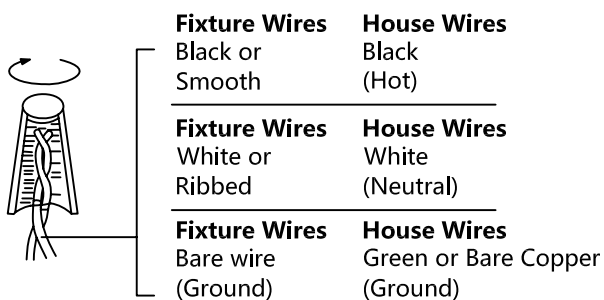 Fixture Wires House Wires
Black or Black
Smooth (Hot)
Fixture Wires House Wires
White or White
Ribbed (Neutral)
Fixture Wires House Wires
Bare wire Green or Bare Copper
(Ground) (Ground)